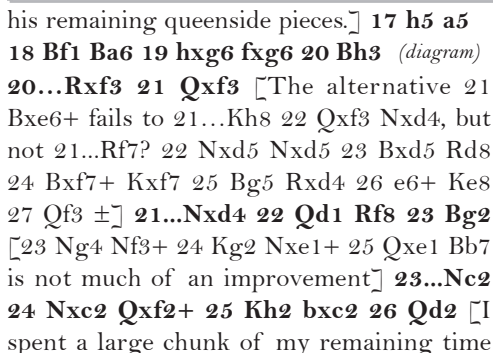 his remaining queenside pieces.] 17 h5 a5
18 Bf1 Ba6 19 hxg6 fxg6 20 Bh3 (diagram)
20…Rxf3 21 Qxf3 [The alternative 21
Bxe6+ fails to 21…Kh8 22 Qxf3 Nxd4, but
not 21...Rf7? 22 Nxd5 Nxd5 23 Bxd5 Rd8
24 Bxf7+ Kxf7 25 Bg5 Rxd4 26 e6+ Ke8
27 Qf3 ±] 21...Nxd4 22 Qd1 Rf8 23 Bg2
[23 Ng4 Nf3+ 24 Kg2 Nxe1+ 25 Qxe1 Bb7
is not much of an improvement] 23...Nc2
24 Nxc2 Qxf2+ 25 Kh2 bxc2 26 Qd2 [I
spent a large chunk of my remaining time